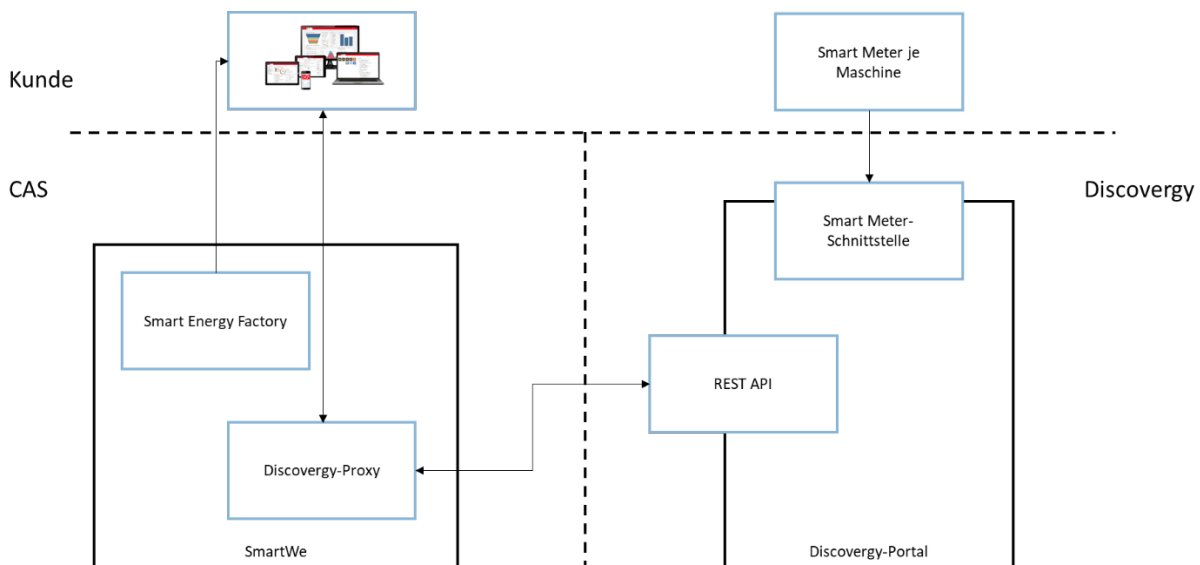 Kunde
Smart Meter je
Maschine
CAS
Discovergy
Smart Meter-
Schnittstelle
Smart Energy Factory
REST API
Discovergy-Proxy
SmartWe
Discovergy-Portal